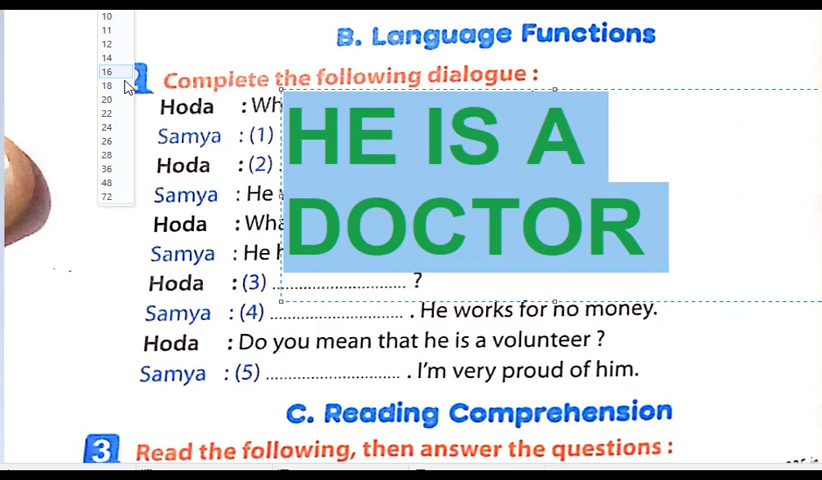 10
11
12
14
16
18
20
22
24
26
28
36
48
72
B. Language Functions
Complete the following dialogue :
Hoda : Wh
Samya : (1)
Hoda : (2)
Samya : He
Hoda : Wha
Samya : He h
HE IS A
DOCTOR
Hoda : (3) .............................. ?
Samya : (4) .............................. . He works for no money.
Hoda : Do you mean that he is a volunteer ?
Samya : (5) .............................. . I'm very proud of him.
C. Reading Comprehension
3 Read the following, then answer the questions :